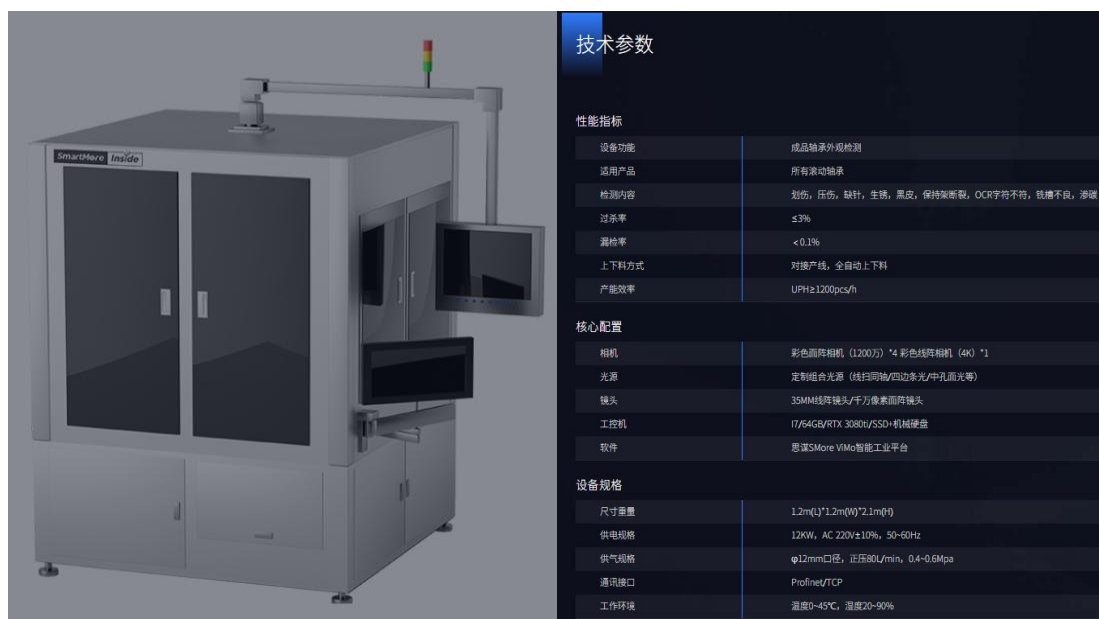 SmartMore Inside
技术参数
性能指标
设备功能 成品轴承外观检测
适用产品 所有滚动轴承
检测内容 划伤，压伤，缺针，生锈，黑皮，保持架断裂，OCR字符不符，铣槽不良，渗碳
过杀率 ≤3%
漏检率 ＜0.1%
上下料方式 对接产线，全自动上下料
产能效率 UPH≥1200pcs/h
核心配置
相机 彩色面阵相机（1200万）*4 彩色线阵相机（4K）*1
光源 定制组合光源（线扫同轴/四边条光/中孔面光等）
镜头 35MM线阵镜头/千万像素面阵镜头
工控机 I7/64GB/RTX 3080ti/SSD+机械硬盘
软件 思谋SMore ViMo智能工业平台
设备规格
尺寸重量 1.2m(L)*1.2m(W)*2.1m(H)
供电规格 12KW，AC 220V±10%，50~60Hz
供气规格 φ12mm口径，正压80L/min，0.4~0.6Mpa
通讯接口 Profinet/TCP
工作环境 温度0~45℃，湿度20~90%